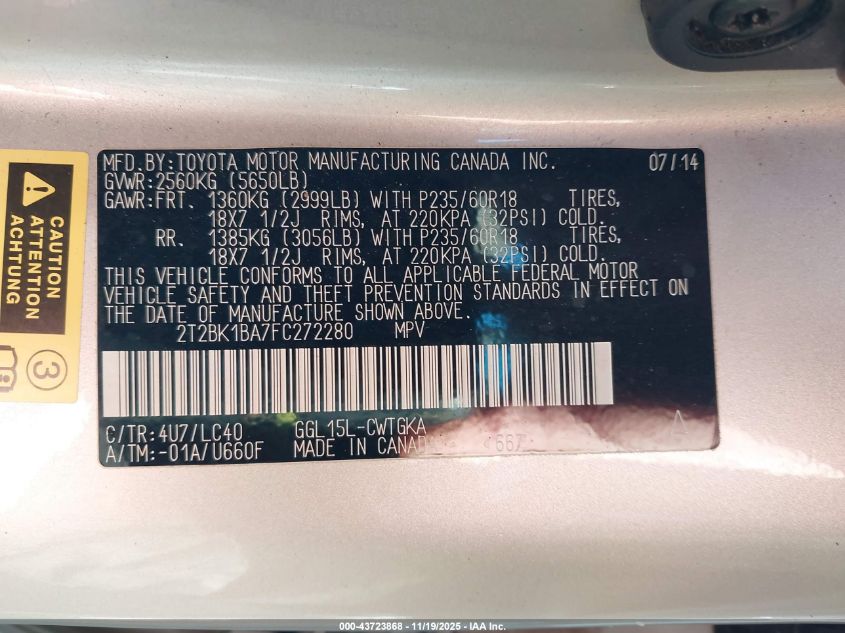 MFD.BY:TOYOTA MOTOR MANUFACTURING CANADA INC. 07/14
GVWR:2560KG (5650LB)
GAWR:FRT. 1360KG (2999LB) WITH P235/60R18 TIRES,
18X7 1/2J RIMS, AT 220KPA (32PSI) COLD.
RR. 1385KG (3056LB) WITH P235/60R18 TIRES,
18X7 1/2J RIMS, AT 220KPA (32PSI) COLD.
THIS VEHICLE CONFORMS TO ALL APPLICABLE FEDERAL MOTOR
VEHICLE SAFETY AND THEFT PREVENTION STANDARDS IN EFFECT ON
THE DATE OF MANUFACTURE SHOWN ABOVE.
2T2BK1BA7FC272280 MPV
C/TR:4U7/LC40 GGL15L-CWTGKA
A/TM:-01A/U660F MADE IN CANADA 667
CAUTION
ATTENTION
ACHTUNG
3
000-43723868 - 11/19/2025 - IAA Inc.